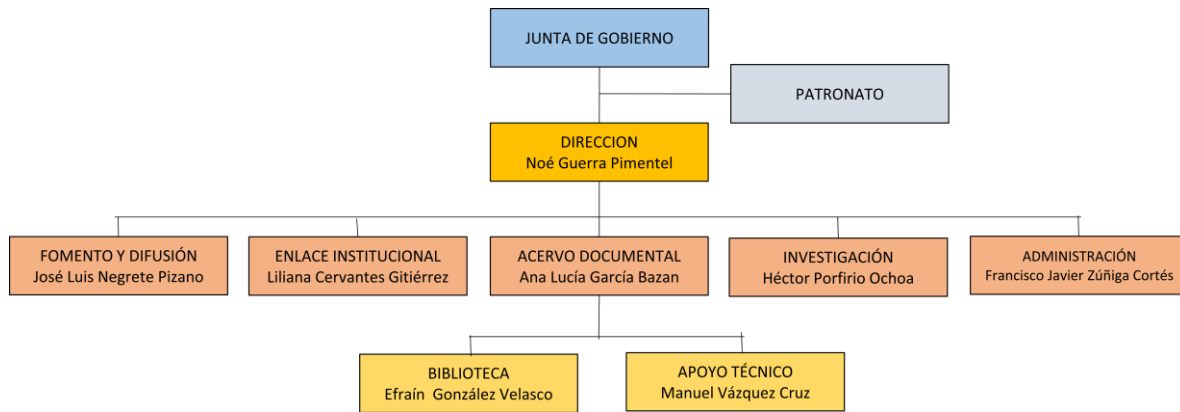 JUNTA DE GOBIERNO
PATRONATO
DIRECCION
Noé Guerra Pimentel
FOMENTO Y DIFUSIÓN
José Luis Negrete Pizano
ENLACE INSTITUCIONAL
Liliana Cervantes Gitiérrez
ACERVO DOCUMENTAL
Ana Lucía García Bazan
INVESTIGACIÓN
Héctor Porfirio Ochoa
ADMINISTRACIÓN
Francisco Javier Zúñiga Cortés
BIBLIOTECA
Efraín González Velasco
APOYO TÉCNICO
Manuel Vázquez Cruz